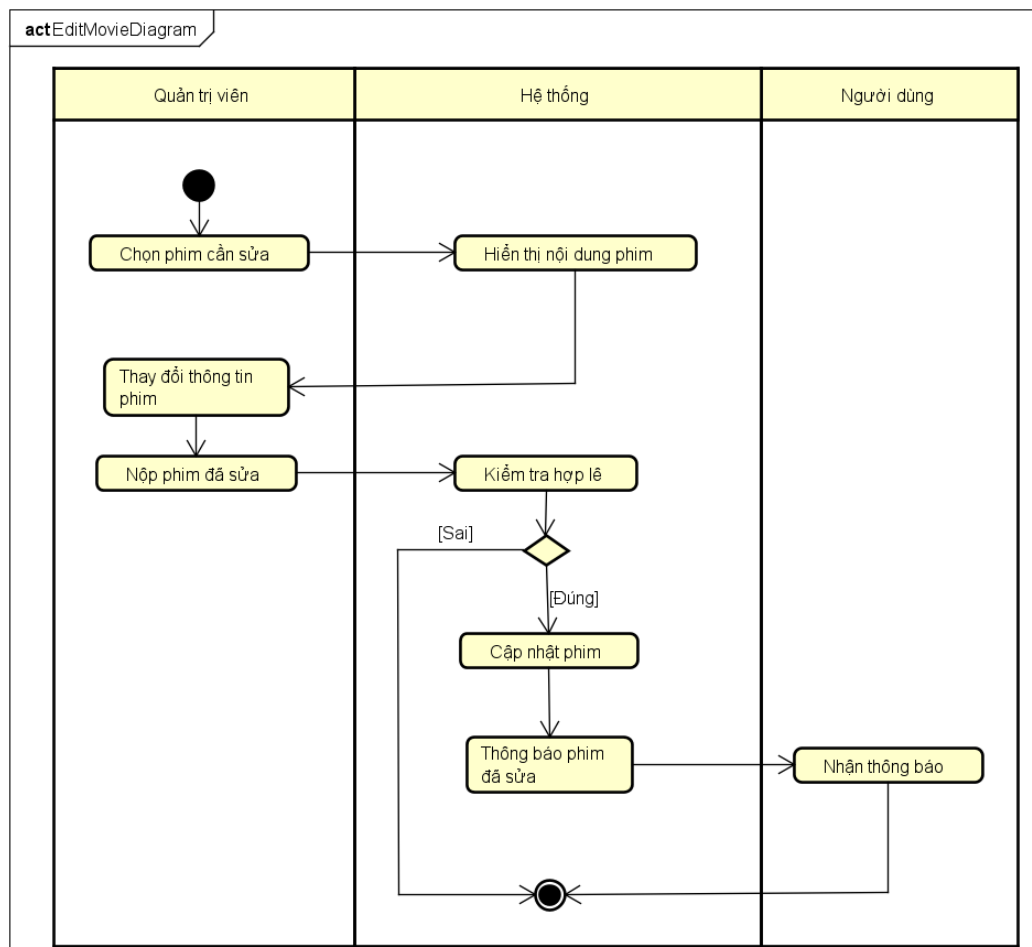 act EditMovieDiagram
Quản trị viên
Hệ thống
Người dùng
Chọn phim cần sửa
Hiển thị nội dung phim
Thay đổi thông tin
phim
Nộp phim đã sửa
Kiểm tra hợp lê
[Sai]
[Đúng]
Cập nhật phim
Thông báo phim
đã sửa
Nhận thông báo